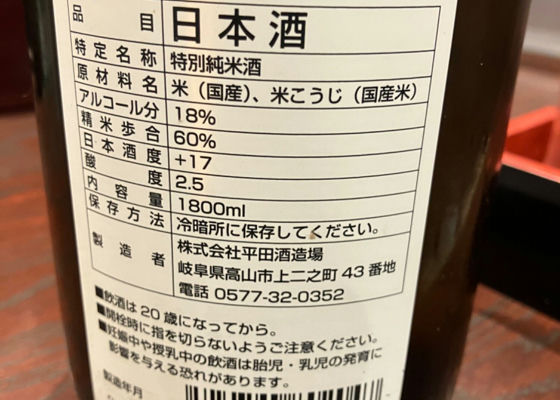 品目 日本酒
特定名称 特別純米酒
原材料名 米（国産）、米こうじ（国産米）
アルコール分 18%
精米歩合 60%
日本酒度 +17
酸度 2.5
内容量 1800ml
保存方法 冷暗所に保存してください。
製造者 株式会社平田酒造場
岐阜県高山市上二之町43番地
電話 0577-32-0352
■飲酒は20歳になってから。
■開栓時に指を切らないようご注意ください。
■妊娠中や授乳中の飲酒は胎児・乳児の発育に
影響を与える恐れがあります。
製造年月